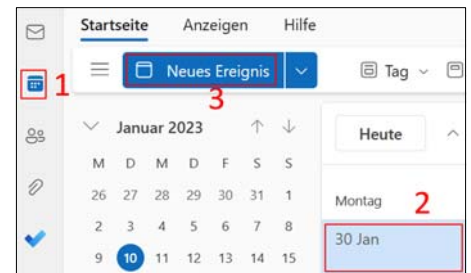 Startseite Anzeigen Hilfe
1 Neues Ereignis Tag
3
Januar 2023 Heute
M D M D F S S
26 27 28 29 30 31 1 Montag 2
2 3 4 5 6 7 8 30 Jan
9 10 11 12 13 14 15